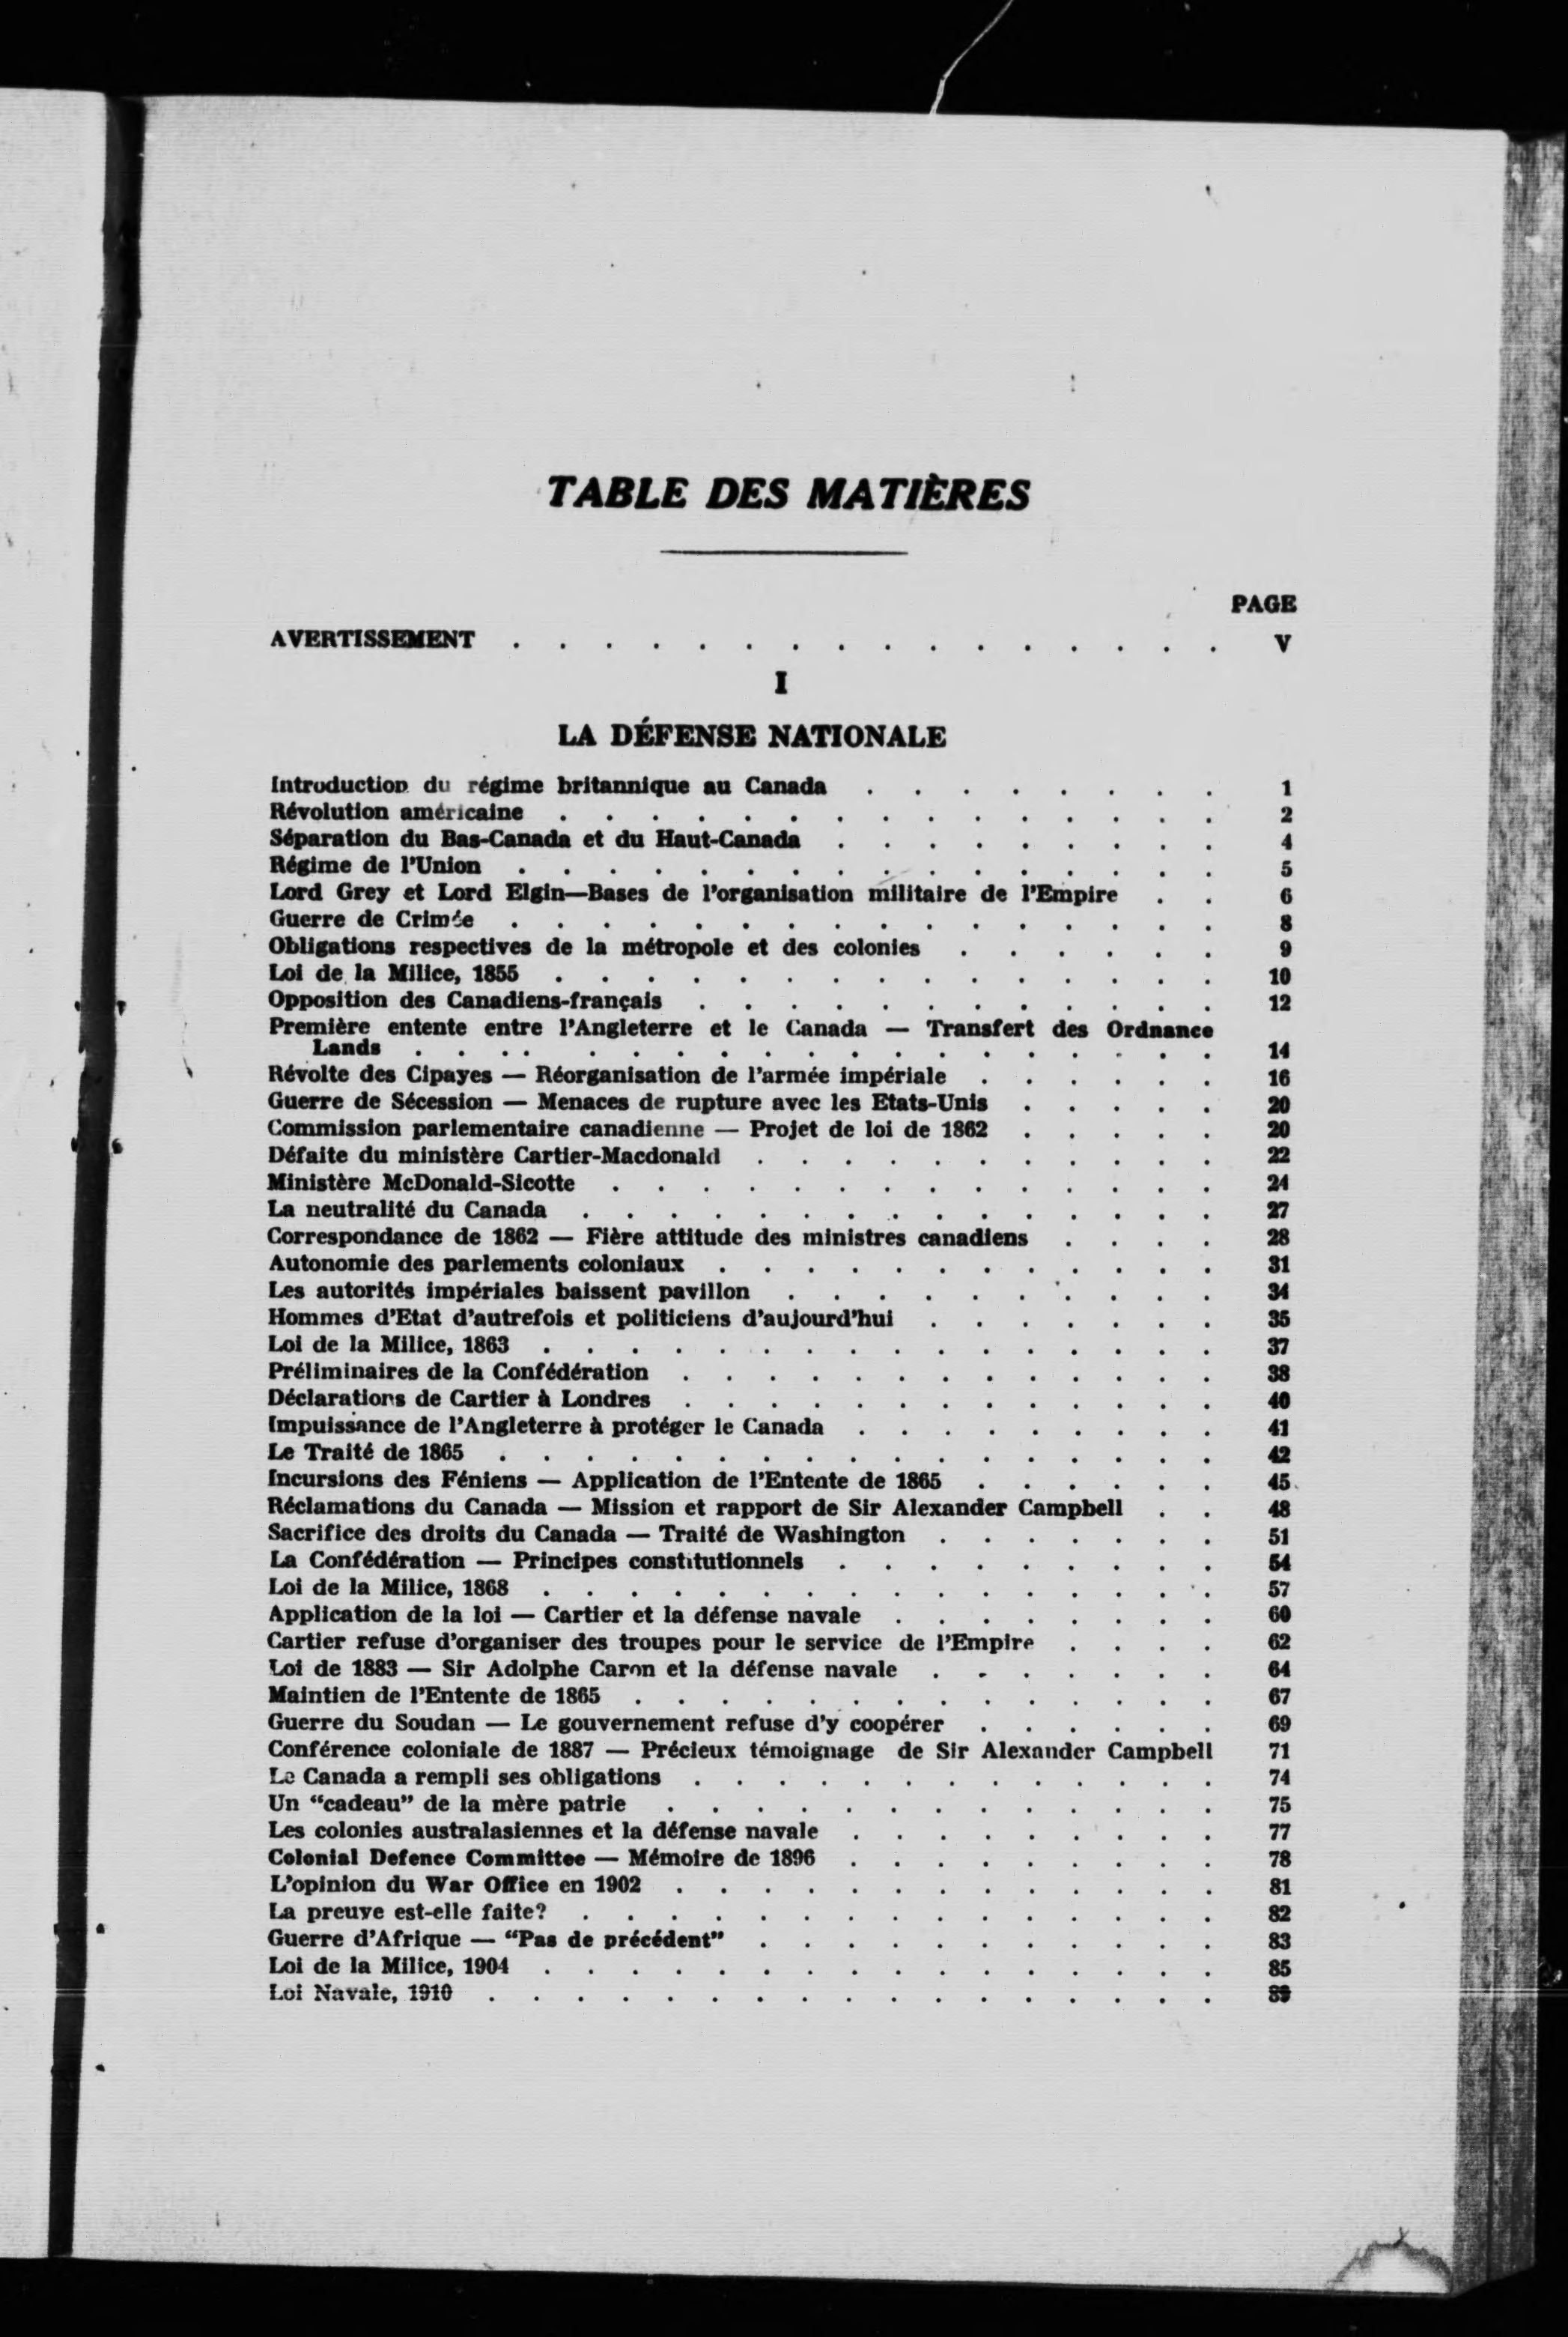 TABLE DES MATIÈRES
PAGE
AVERTISSEMENT . . . . . . . . . . . . . . . . V
I
LA DÉFENSE NATIONALE
Introduction du régime britannique au Canada . . . . . . . . 1
Révolution américaine . . . . . . . . . . . . . . . 2
Séparation du Bas-Canada et du Haut-Canada . . . . . . . . . 4
Régime de l'Union . . . . . . . . . . . . . . . . 5
Lord Grey et Lord Elgin—Bases de l'organisation militaire de l'Empire . . 6
Guerre de Crimée . . . . . . . . . . . . . . . . 8
Obligations respectives de la métropole et des colonies . . . . . . 9
Loi de la Milice, 1855 . . . . . . . . . . . . . . . 10
Opposition des Canadiens-français . . . . . . . . . . . . 12
Première entente entre l'Angleterre et le Canada — Transfert des Ordnance
Lands . . . . . . . . . . . . . . . . . . . 14
Révolte des Cipayes — Réorganisation de l'armée impériale . . . . . . 16
Guerre de Sécession — Menaces de rupture avec les Etats-Unis . . . . . 20
Commission parlementaire canadienne — Projet de loi de 1862 . . . . . 20
Défaite du ministère Cartier-Macdonald . . . . . . . . . . . 22
Ministère McDonald-Sicotte . . . . . . . . . . . . . . 24
La neutralité du Canada . . . . . . . . . . . . . . . 27
Correspondance de 1862 — Fière attitude des ministres canadiens . . . . 28
Autonomie des parlements coloniaux . . . . . . . . . . . . 31
Les autorités impériales baissent pavillon . . . . . . . . . . 34
Hommes d'Etat d'autrefois et politiciens d'aujourd'hui . . . . . . . 35
Loi de la Milice, 1863 . . . . . . . . . . . . . . . . 37
Préliminaires de la Confédération . . . . . . . . . . . . . 38
Déclarations de Cartier à Londres . . . . . . . . . . . . . 40
Impuissance de l'Angleterre à protéger le Canada . . . . . . . . . 41
Le Traité de 1865 . . . . . . . . . . . . . . . . . 42
Incursions des Féniens — Application de l'Entente de 1865 . . . . . . 45
Réclamations du Canada — Mission et rapport de Sir Alexander Campbell . . 48
Sacrifice des droits du Canada — Traité de Washington . . . . . . . 51
La Confédération — Principes constitutionnels . . . . . . . . . 54
Loi de la Milice, 1868 . . . . . . . . . . . . . . . . 57
Application de la loi — Cartier et la défense navale . . . . . . . . 60
Cartier refuse d'organiser des troupes pour le service de l'Empire . . . . 62
Loi de 1883 — Sir Adolphe Caron et la défense navale . . . . . . . 64
Maintien de l'Entente de 1865 . . . . . . . . . . . . . . 67
Guerre du Soudan — Le gouvernement refuse d'y coopérer . . . . . . 69
Conférence coloniale de 1887 — Précieux témoignage de Sir Alexander Campbell 71
Le Canada a rempli ses obligations . . . . . . . . . . . . . 74
Un “cadeau” de la mère patrie . . . . . . . . . . . . . 75
Les colonies australasiennes et la défense navale . . . . . . . . . 77
Colonial Defence Committee — Mémoire de 1896 . . . . . . . . . 78
L'opinion du War Office en 1902 . . . . . . . . . . . . . 81
La preuve est-elle faite? . . . . . . . . . . . . . . . 82
Guerre d'Afrique — “Pas de précédent” . . . . . . . . . . . 83
Loi de la Milice, 1904 . . . . . . . . . . . . . . . . 85
Loi Navale, 1910 . . . . . . . . . . . . . . . . . 89